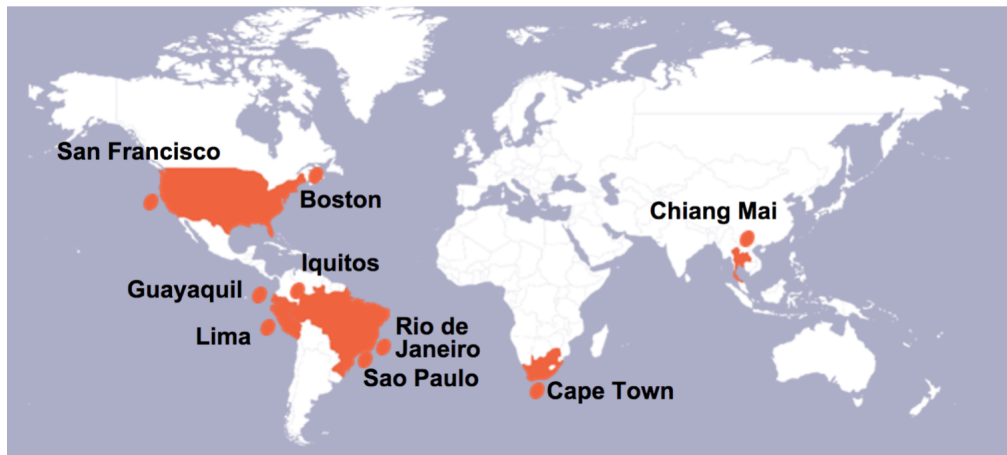 San Francisco
Boston
Chiang Mai
Iquitos
Guayaquil
Lima
Rio de
Janeiro
Sao Paulo
Cape Town